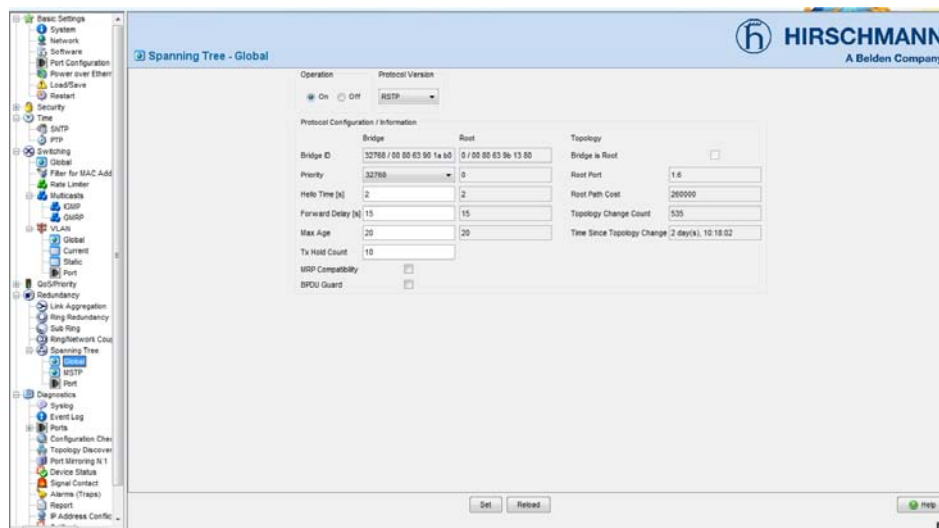 Basic Settings
System
Network
Software
Port Configuration
Power over Ethern
Load/Save
Restart
Security
Time
SNTP
PTP
Switching
Global
Filter for MAC Add
Rate Limiter
Multicasts
IGMP
GMRP
VLAN
Global
Current
Static
Port
QoS/Priority
Redundancy
Link Aggregation
Ring Redundancy
Sub Ring
Ring/Network Coup
Spanning Tree
Global
MSTP
Port
Diagnostics
Syslog
Event Log
Ports
Configuration Chec
Topology Discover
Port Mirroring N:1
Device Status
Signal Contact
Alarms (Traps)
Report
IP Address Conflic
Spanning Tree - Global
HIRSCHMANN
A Belden Company
Operation Protocol Version
On Off RSTP
Protocol Configuration / Information
Bridge Root Topology
Bridge ID 32768 / 00 80 63 90 1a b0 0 / 00 80 63 9b 13 80 Bridge is Root
Priority 32768 0 Root Port 1.6
Hello Time [s] 2 2 Root Path Cost 260000
Forward Delay [s] 15 15 Topology Change Count 535
Max Age 20 20 Time Since Topology Change 2 day(s), 10:18:02
Tx Hold Count 10
MRP Compatibility
BPDU Guard
Set Reload Help